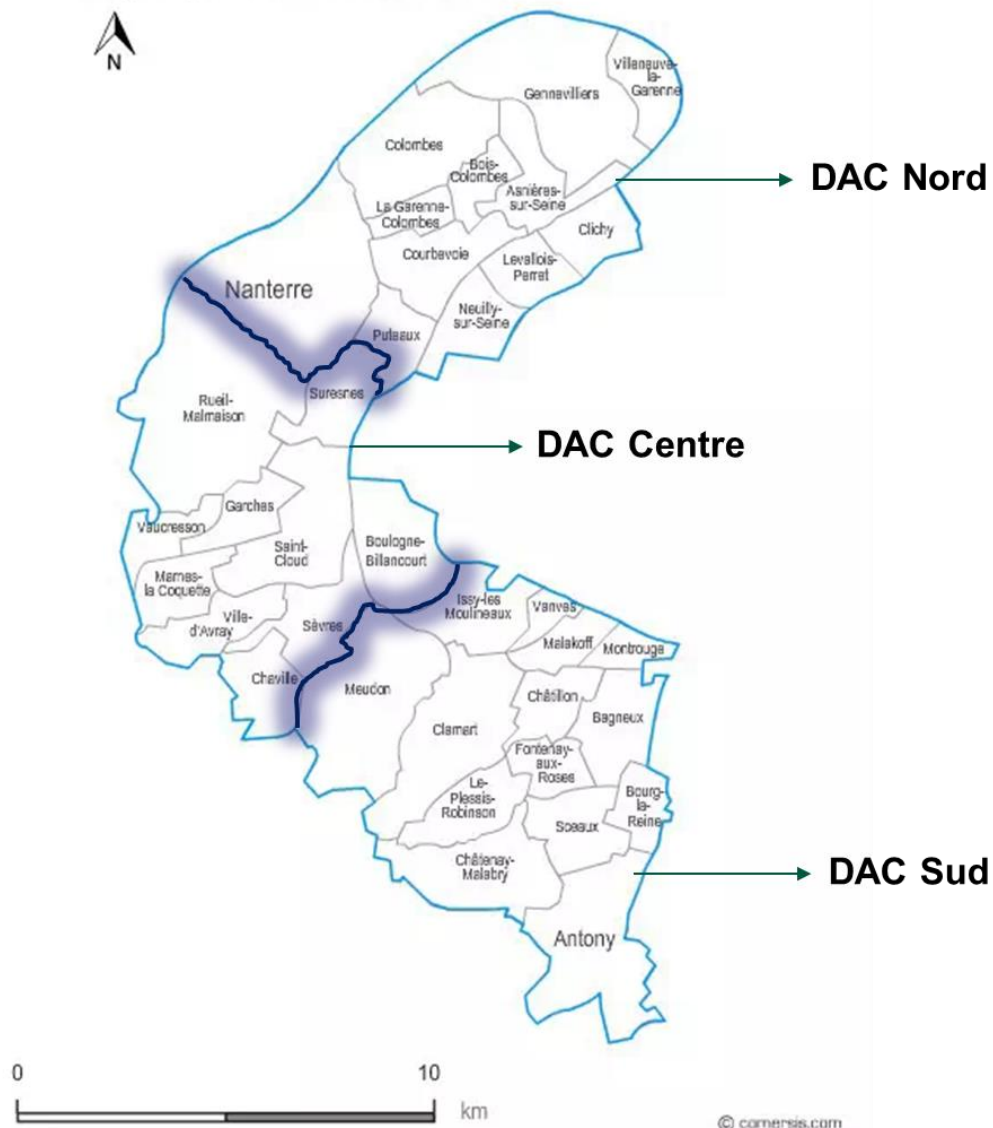 N
Villeneuve-
la-
Garenne
Gennevilliers
Colombes
Bois-
Colombes
Asnières-
sur-Seine
DAC Nord
La Garenne-
Colombes
Clichy
Courbevoie
Levallois-
Perret
Nanterre
Neuilly-
sur-Seine
Puteaux
Suresnes
Rueil-
Malmaison
DAC Centre
Garches
Vaucresson
Saint-
Cloud
Boulogne-
Billancourt
Marnes-
la Coquette
Ville-
d'Avray
Sèvres
Issy-les
Moulineaux
Vanves
Malakoff
Montrouge
Chaville
Meudon
Châtillon
Bagneux
Clamart
Fontenay-
aux-
Roses
Le-
Plessis-
Robinson
Bourg-
la-
Reine
Sceaux
Châtenay-
Malabry
DAC Sud
Antony
0
10
km
© comersis.com